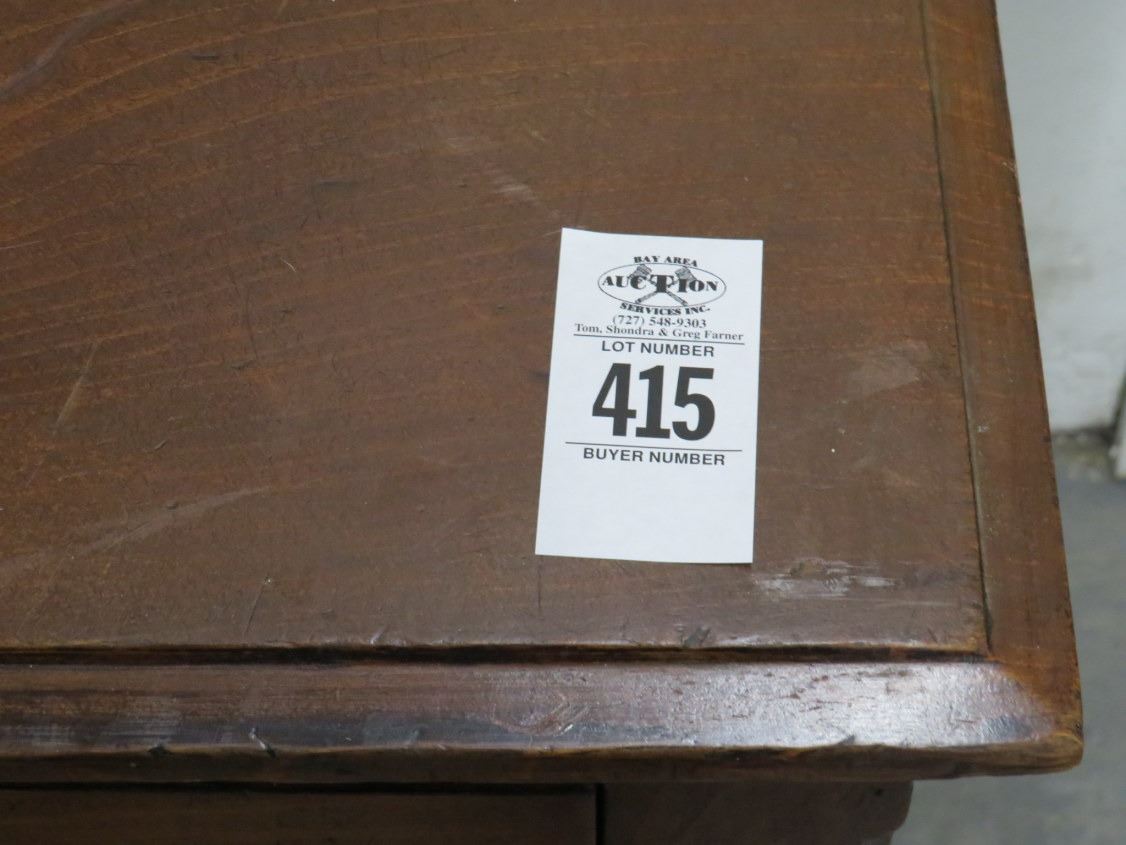 BAY AREA
AUCTION
SERVICES INC.
(727) 548-9303
Tom, Shondra & Greg Farner
LOT NUMBER
415
BUYER NUMBER